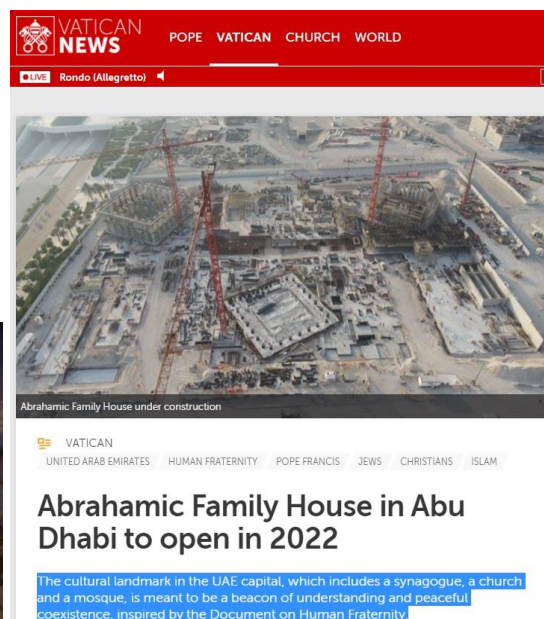 VATICAN
NEWS
POPE VATICAN CHURCH WORLD
LIVE Rondo (Allegretto)
Abrahamic Family House under construction
VATICAN
UNITED ARAB EMIRATES HUMAN FRATERNITY POPE FRANCIS JEWS CHRISTIANS ISLAM
Abrahamic Family House in Abu
Dhabi to open in 2022
The cultural landmark in the UAE capital, which includes a synagogue, a church
and a mosque, is meant to be a beacon of understanding and peaceful
coexistence, inspired by the Document on Human Fraternity